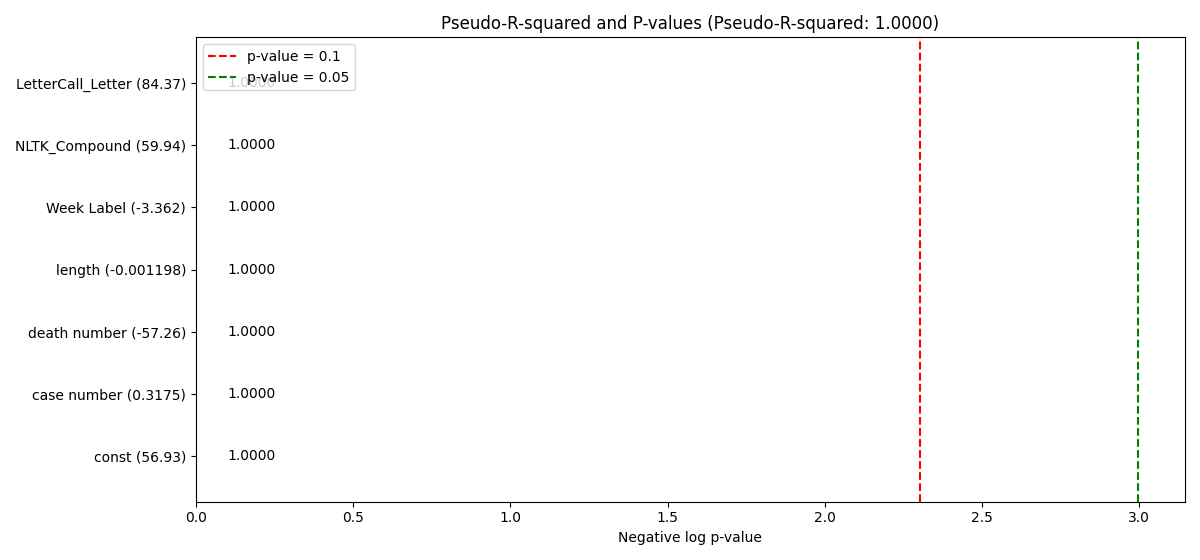 Pseudo-R-squared and P-values (Pseudo-R-squared: 1.0000)
p-value = 0.1
p-value = 0.05
LetterCall_Letter (84.37) 1.0000
NLTK_Compound (59.94) 1.0000
Week Label (-3.362) 1.0000
length (-0.001198) 1.0000
death number (-57.26) 1.0000
case number (0.3175) 1.0000
const (56.93) 1.0000
0.0 0.5 1.0 1.5 2.0 2.5 3.0
Negative log p-value